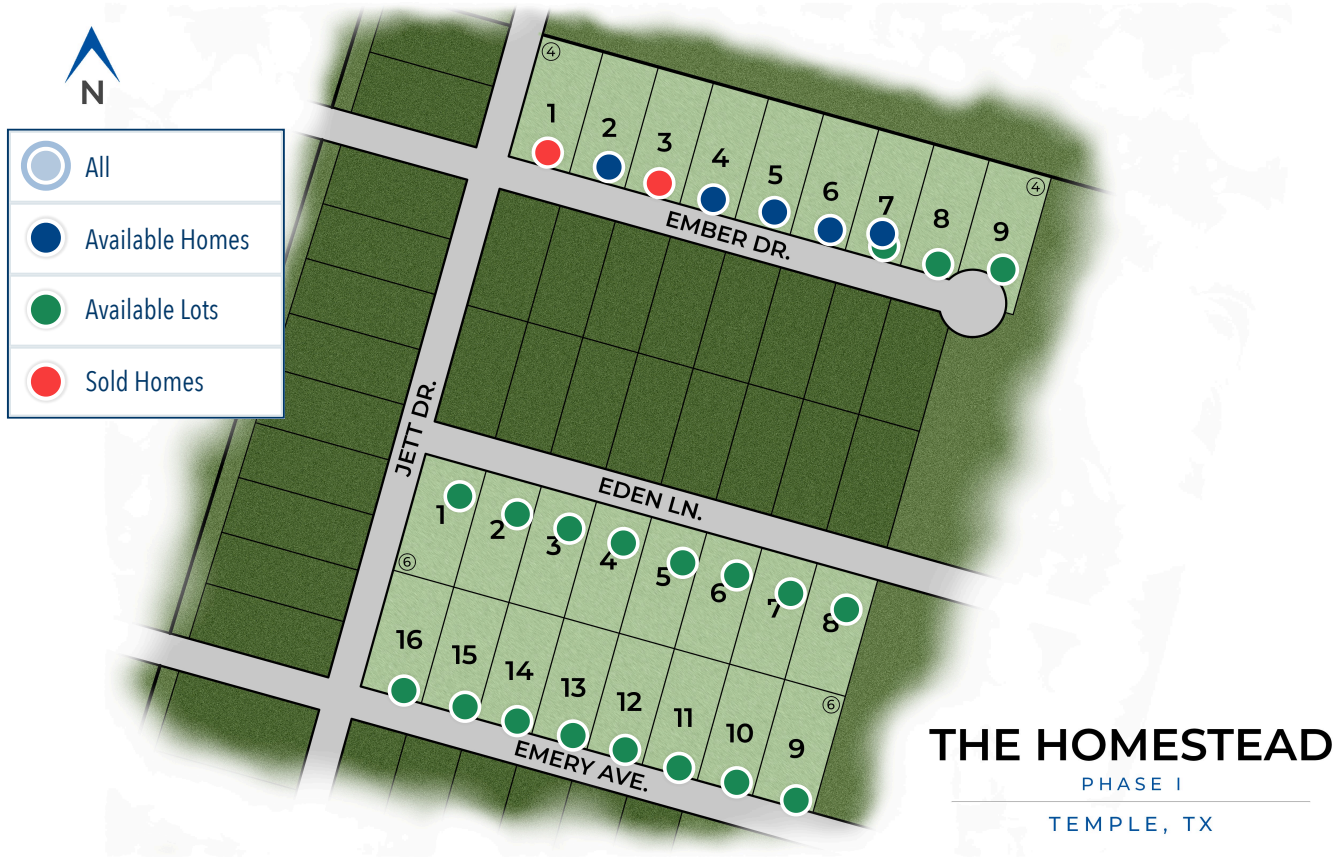 N
All
Available Homes
Available Lots
Sold Homes
④
1
2
3
4
5
6
7
8
9
④
EMBER DR.
JETT DR.
EDEN LN.
1
2
3
4
5
6
7
8
⑥
16
15
14
13
12
11
10
9
⑥
EMERY AVE.
THE HOMESTEAD
PHASE I
TEMPLE, TX